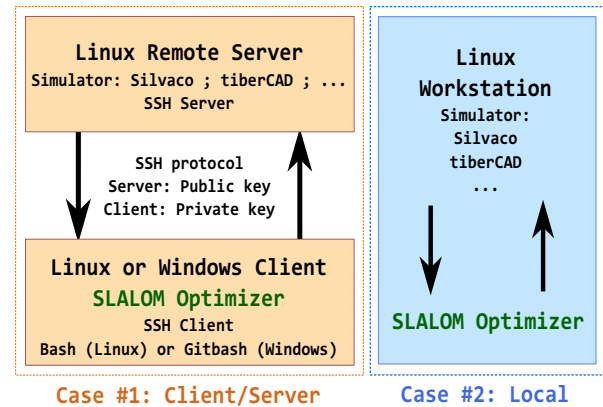 Linux Remote Server
Simulator: Silvaco ; tiberCAD ; ...
SSH Server
SSH protocol
Server: Public key
Client: Private key
Linux or Windows Client
SLALOM Optimizer
SSH Client
Bash (Linux) or Gitbash (Windows)
Case #1: Client/Server
Linux
Workstation
Simulator:
Silvaco
tiberCAD
...
SLALOM Optimizer
Case #2: Local